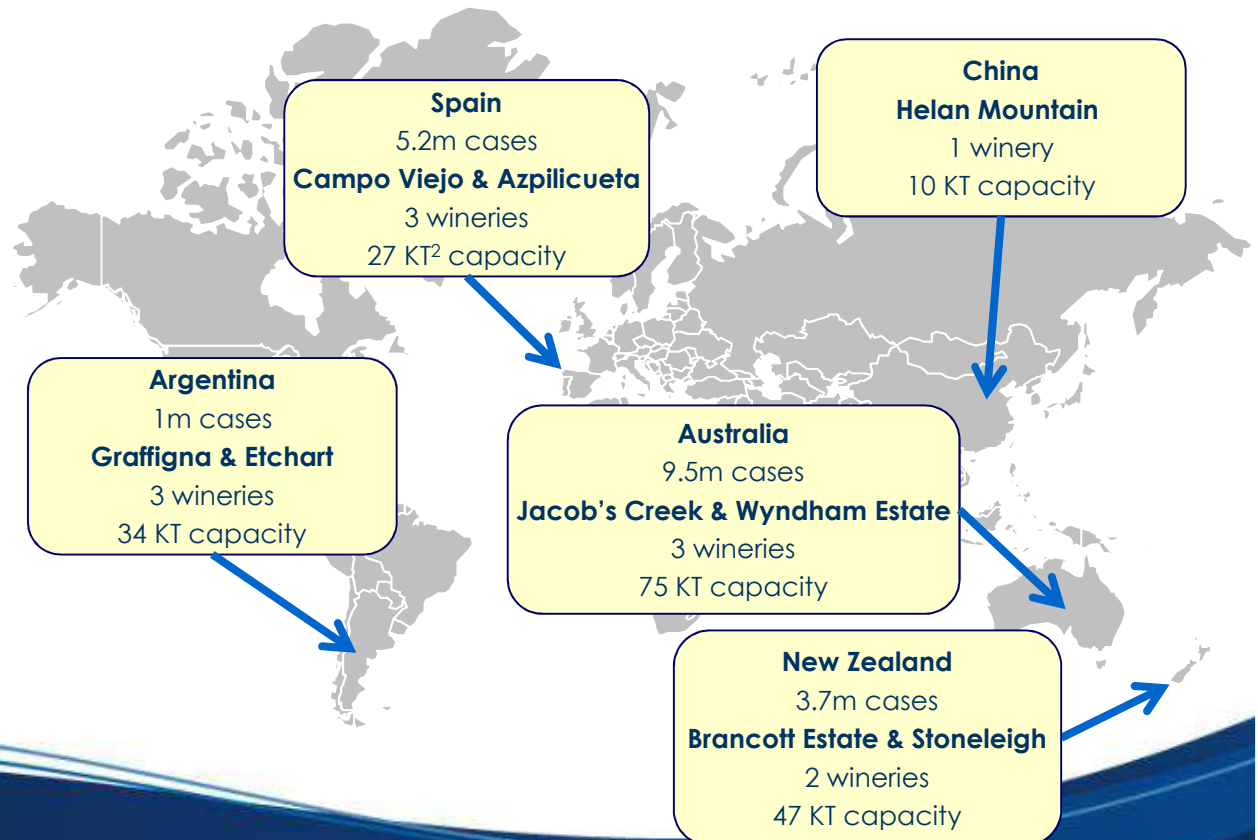 Spain
5.2m cases
Campo Viejo & Azpilicueta
3 wineries
27 KT² capacity
China
Helan Mountain
1 winery
10 KT capacity
Argentina
1m cases
Graffigna & Etchart
3 wineries
34 KT capacity
Australia
9.5m cases
Jacob’s Creek & Wyndham Estate
3 wineries
75 KT capacity
New Zealand
3.7m cases
Brancott Estate & Stoneleigh
2 wineries
47 KT capacity